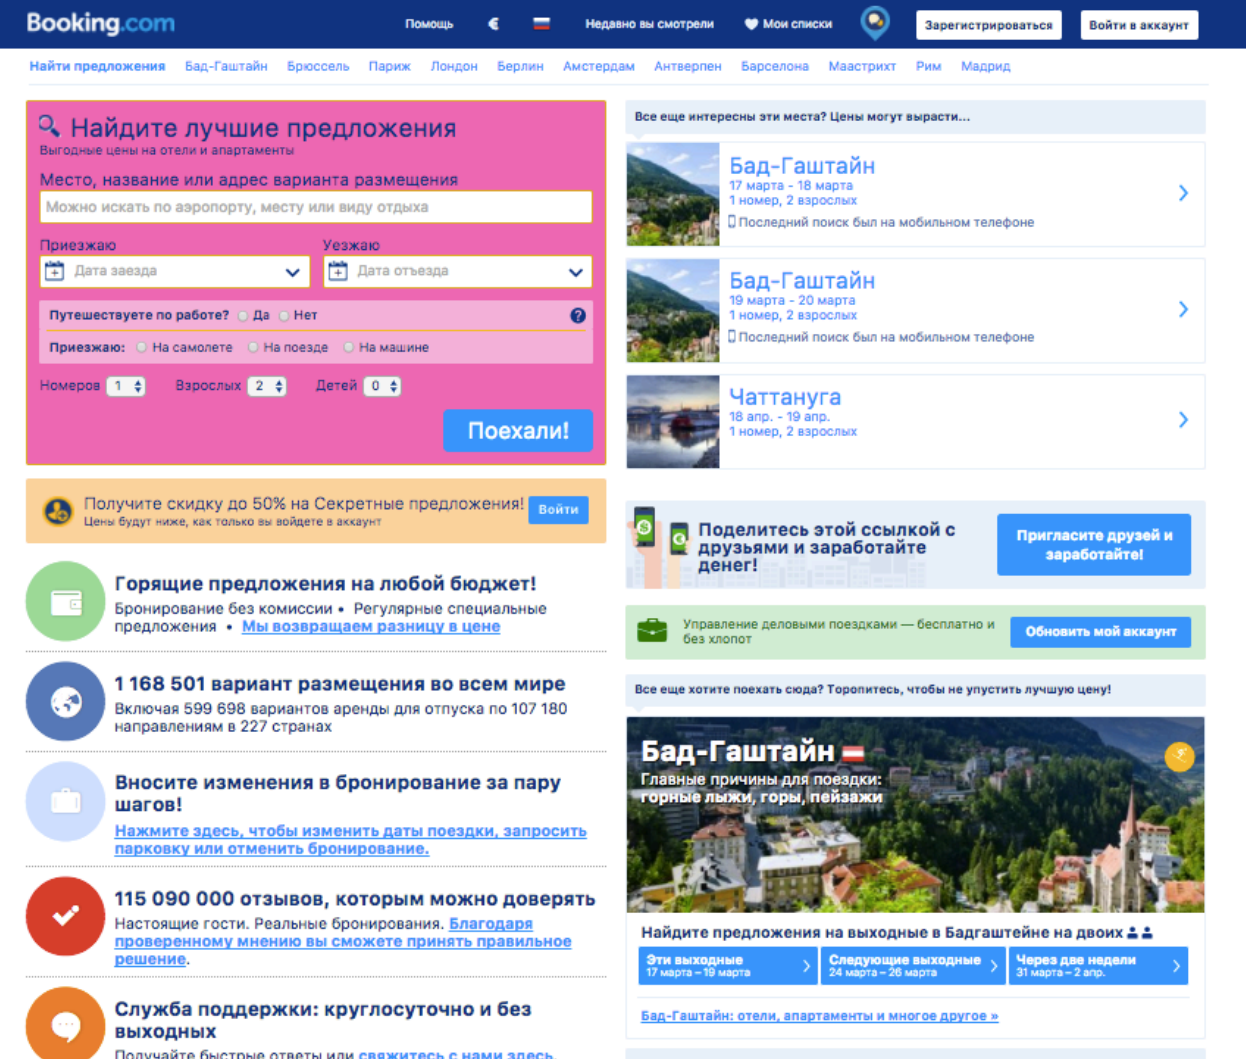 Booking.com
Помощь
€
Недавно вы смотрели
Мои списки
Зарегистрироваться
Войти в аккаунт
Найти предложения Бад-Гаштайн Брюссель Париж Лондон Берлин Амстердам Антверпен Барселона Маастрихт Рим Мадрид
Найдите лучшие предложения
Выгодные цены на отели и апартаменты
Место, название или адрес варианта размещения
Можно искать по аэропорту, месту или виду отдыха
Приезжаю Уезжаю
Дата заезда Дата отъезда
Путешествуете по работе? Да Нет ?
Приезжаю: На самолете На поезде На машине
Номеров 1 Взрослых 2 Детей 0
Поехали!
Получите скидку до 50% на Секретные предложения!
Цены будут ниже, как только вы войдете в аккаунт
Войти
Горящие предложения на любой бюджет!
Бронирование без комиссии • Регулярные специальные
предложения • Мы возвращаем разницу в цене
1 168 501 вариант размещения во всем мире
Включая 599 698 вариантов аренды для отпуска по 107 180
направлениям в 227 странах
Вносите изменения в бронирование за пару
шагов!
Нажмите здесь, чтобы изменить даты поездки, запросить
парковку или отменить бронирование.
115 090 000 отзывов, которым можно доверять
Настоящие гости. Реальные бронирования. Благодаря
проверенному мнению вы сможете принять правильное
решение.
Служба поддержки: круглосуточно и без
выходных
Получайте быстрые ответы или свяжитесь с нами здесь.
Все еще интересны эти места? Цены могут вырасти...
Бад-Гаштайн
17 марта - 18 марта
1 номер, 2 взрослых
Последний поиск был на мобильном телефоне
Бад-Гаштайн
19 марта - 20 марта
1 номер, 2 взрослых
Последний поиск был на мобильном телефоне
Чаттануга
18 апр. - 19 апр.
1 номер, 2 взрослых
Поделитесь этой ссылкой с
друзьями и заработайте
денег!
Пригласите друзей и
заработайте!
Управление деловыми поездками — бесплатно и
без хлопот
Обновить мой аккаунт
Все еще хотите поехать сюда? Торопитесь, чтобы не упустить лучшую цену!
Бад-Гаштайн
Главные причины для поездки:
горные лыжи, горы, пейзажи
Найдите предложения на выходные в Бадгаштейне на двоих
Эти выходные
17 марта – 19 марта
Следующие выходные
24 марта – 26 марта
Через две недели
31 марта – 2 апр.
Бад-Гаштайн: отели, апартаменты и многое другое »